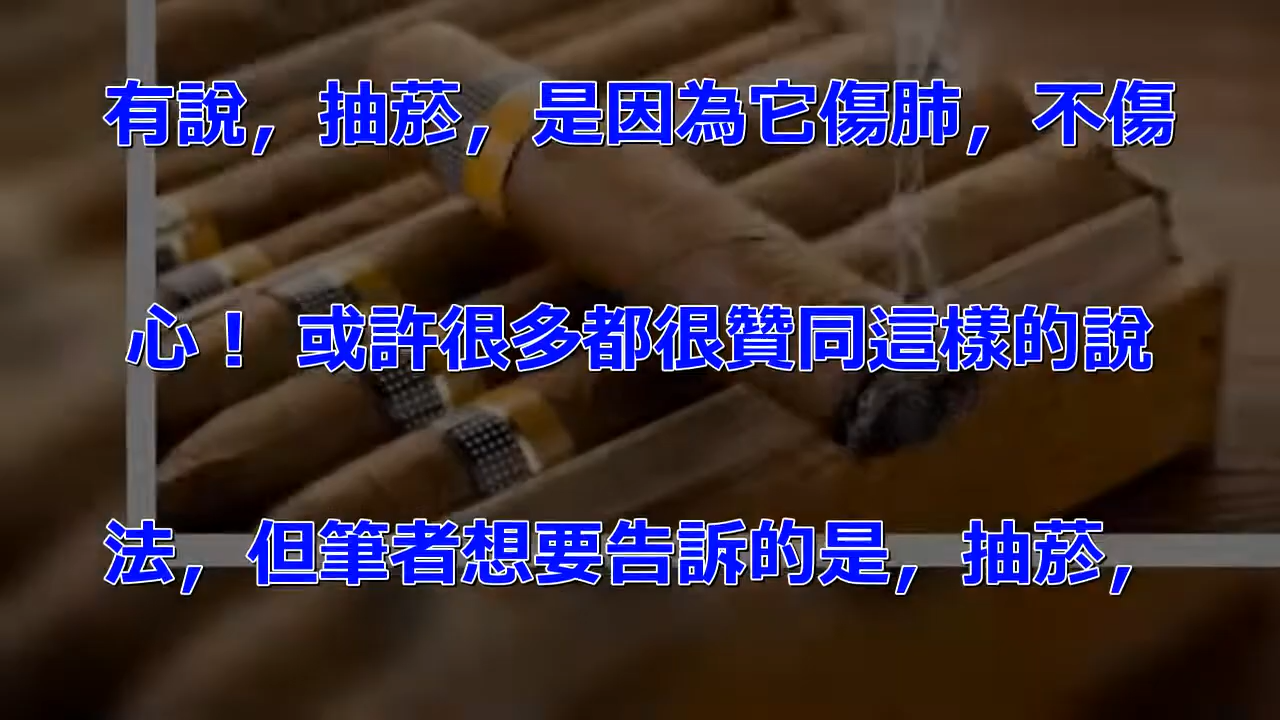 有說，抽菸，是因為它傷肺，不傷
心！ 或許很多都很贊同這樣的說
法，但筆者想要告訴的是，抽菸，